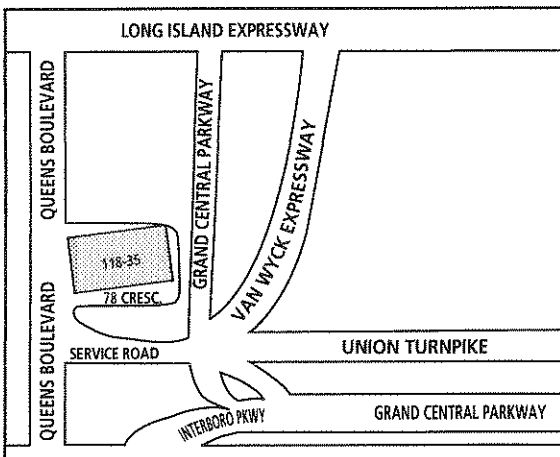 LONG ISLAND EXPRESSWAY
QUEENS BOULEVARD
GRAND CENTRAL PARKWAY
VAN WYCK EXPRESSWAY
118-35
78 CRESC.
QUEENS BOULEVARD
SERVICE ROAD
UNION TURNPIKE
INTERBORO PKWY
GRAND CENTRAL PARKWAY